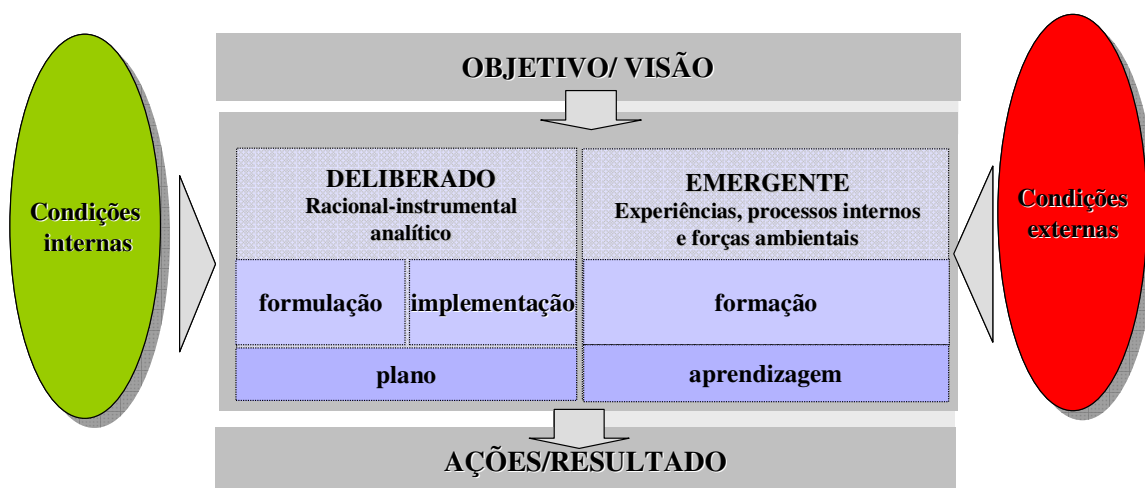 OBJETIVO/ VISÃO
Condições
internas
DELIBERADO
Racional-instrumental
analítico
formulação
implementação
plano
EMERGENTE
Experiências, processos internos
e forças ambientais
formação
aprendizagem
Condições
externas
AÇÕES/RESULTADO